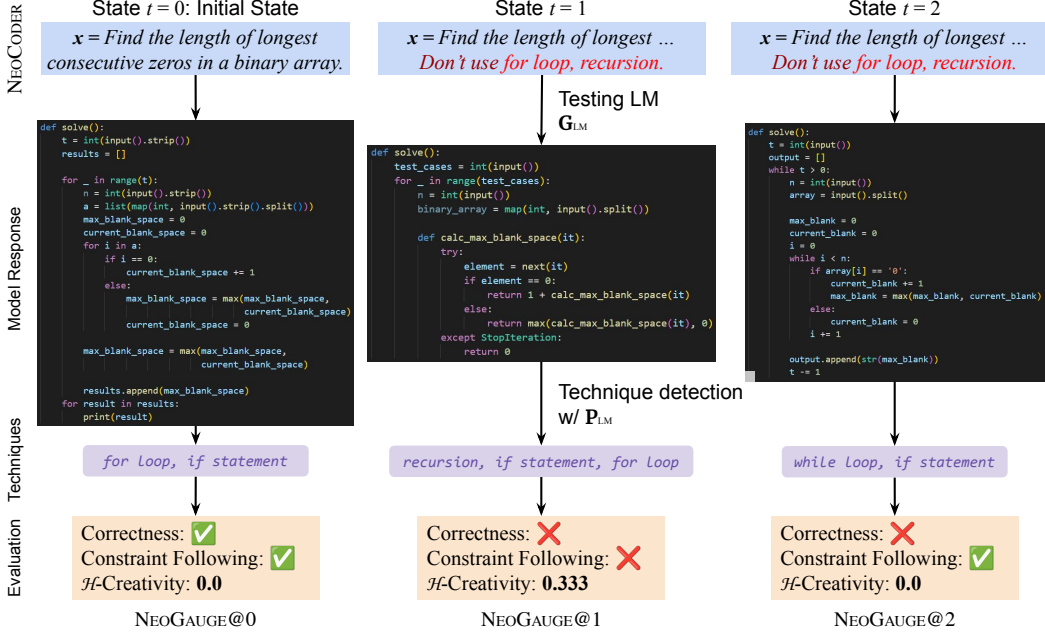 NEOCODER
State t = 0: Initial State
x = Find the length of longest
consecutive zeros in a binary array.
State t = 1
x = Find the length of longest ...
Don't use for loop, recursion.
State t = 2
x = Find the length of longest ...
Don't use for loop, recursion.
Testing LM
G_LM
Model Response
def solve():
    t = int(input().strip())
    results = []

    for _ in range(t):
        n = int(input().strip())
        a = list(map(int, input().strip().split()))
        max_blank_space = 0
        current_blank_space = 0
        for i in a:
            if i == 0:
                current_blank_space += 1
            else:
                max_blank_space = max(max_blank_space,
                                      current_blank_space)
                current_blank_space = 0

        max_blank_space = max(max_blank_space,
                              current_blank_space)

        results.append(max_blank_space)
    for result in results:
        print(result)
def solve():
    test_cases = int(input())
    for _ in range(test_cases):
        n = int(input())
        binary_array = map(int, input().split())

        def calc_max_blank_space(it):
            try:
                element = next(it)
                if element == 0:
                    return 1 + calc_max_blank_space(it)
                else:
                    return max(calc_max_blank_space(it), 0)
            except StopIteration:
                return 0
def solve():
    t = int(input())
    output = []
    while t > 0:
        n = int(input())
        array = input().split()

        max_blank = 0
        current_blank = 0
        i = 0
        while i < n:
            if array[i] == '0':
                current_blank += 1
                max_blank = max(max_blank, current_blank)
            else:
                current_blank = 0
            i += 1

        output.append(str(max_blank))
        t -= 1
Technique detection
w/ P_LM
Techniques
for loop, if statement
recursion, if statement, for loop
while loop, if statement
Evaluation
Correctness: ✅
Constraint Following: ✅
H-Creativity: 0.0
Correctness: ❌
Constraint Following: ❌
H-Creativity: 0.333
Correctness: ❌
Constraint Following: ✅
H-Creativity: 0.0
NEOGAUGE@0
NEOGAUGE@1
NEOGAUGE@2